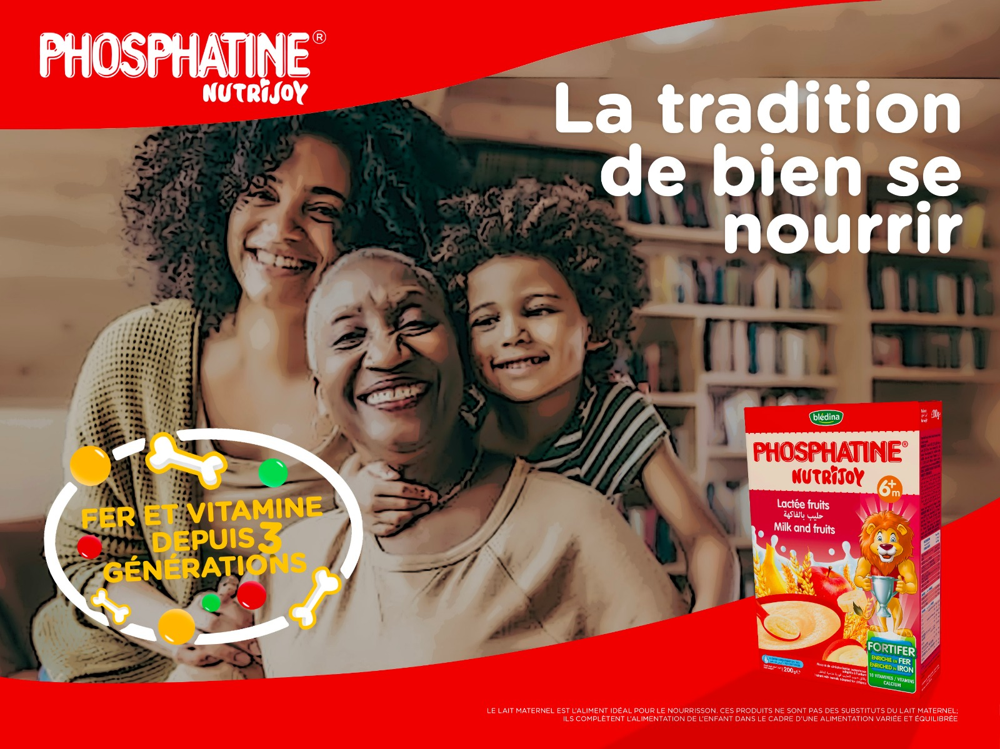 PHOSPHATINE®
NUTRIJOY
La tradition
de bien se
nourrir
FER ET VITAMINE
DEPUIS 3
GÉNÉRATIONS
blédina
PHOSPHATINE®
NUTRIJOY
6+m
Lactée fruits
حليب بالفاكهة
Milk and fruits
FORTIFER
ENRICHIE EN FER
ENRICHED IN IRON
10 VITAMINES / VITAMINS
CALCIUM
200g
LE LAIT MATERNEL EST L'ALIMENT IDÉAL POUR LE NOURRISSON. CES PRODUITS NE SONT PAS DES SUBSTITUTS DU LAIT MATERNEL;
ILS COMPLÈTENT L'ALIMENTATION DE L'ENFANT DANS LE CADRE D'UNE ALIMENTATION VARIÉE ET ÉQUILIBRÉE